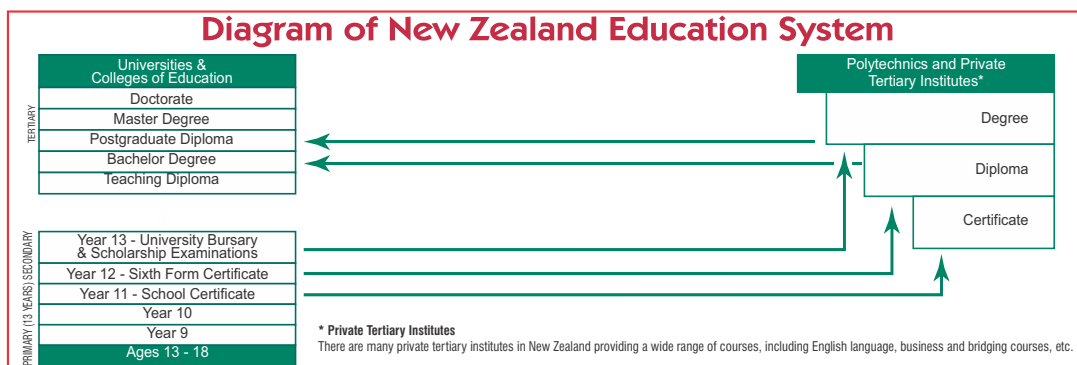 Diagram of New Zealand Education System
Universities &
Colleges of Education
Doctorate
Master Degree
Postgraduate Diploma
Bachelor Degree
Teaching Diploma
TERTIARY
Polytechnics and Private
Tertiary Institutes*
Degree
Diploma
Certificate
Year 13 - University Bursary
& Scholarship Examinations
Year 12 - Sixth Form Certificate
Year 11 - School Certificate
Year 10
Year 9
Ages 13 - 18
PRIMARY (13 YEARS) SECONDARY
* Private Tertiary Institutes
There are many private tertiary institutes in New Zealand providing a wide range of courses, including English language, business and bridging courses, etc.